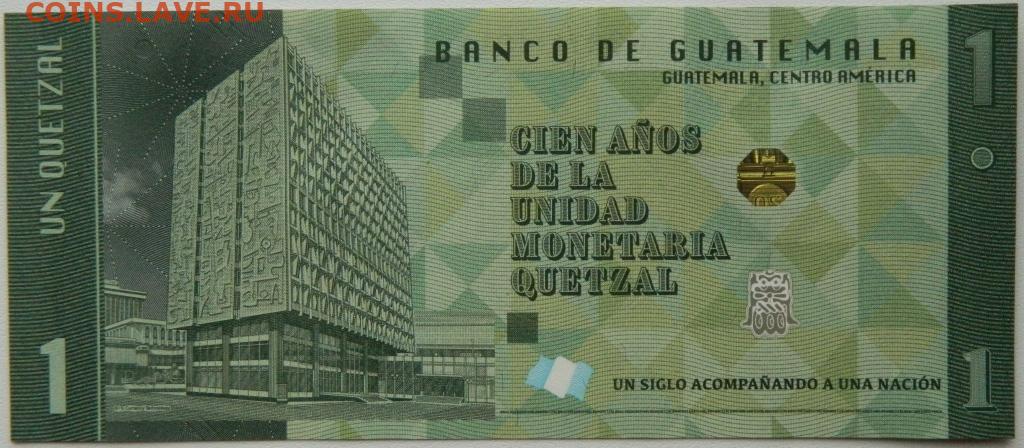 COINS.LAVE.RU
UN QUETZAL
1
BANCO DE GUATEMALA
GUATEMALA, CENTRO AMÉRICA
1
CIEN AÑOS
DE LA
UNIDAD
MONETARIA
QUETZAL
UN SIGLO ACOMPAÑANDO A UNA NACIÓN
1